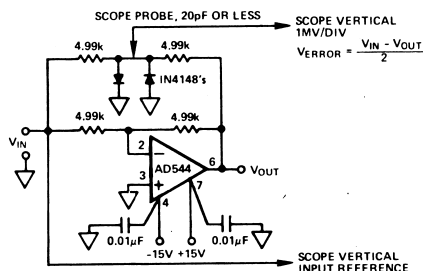 SCOPE PROBE, 20pF OR LESS
SCOPE VERTICAL
1MV/DIV
VERROR = VIN - VOUT
2
4.99k
4.99k
IN4148's
4.99k
4.99k
VIN
2
3
AD544
6
7
4
VOUT
0.01µF
0.01µF
-15V +15V
SCOPE VERTICAL
INPUT REFERENCE